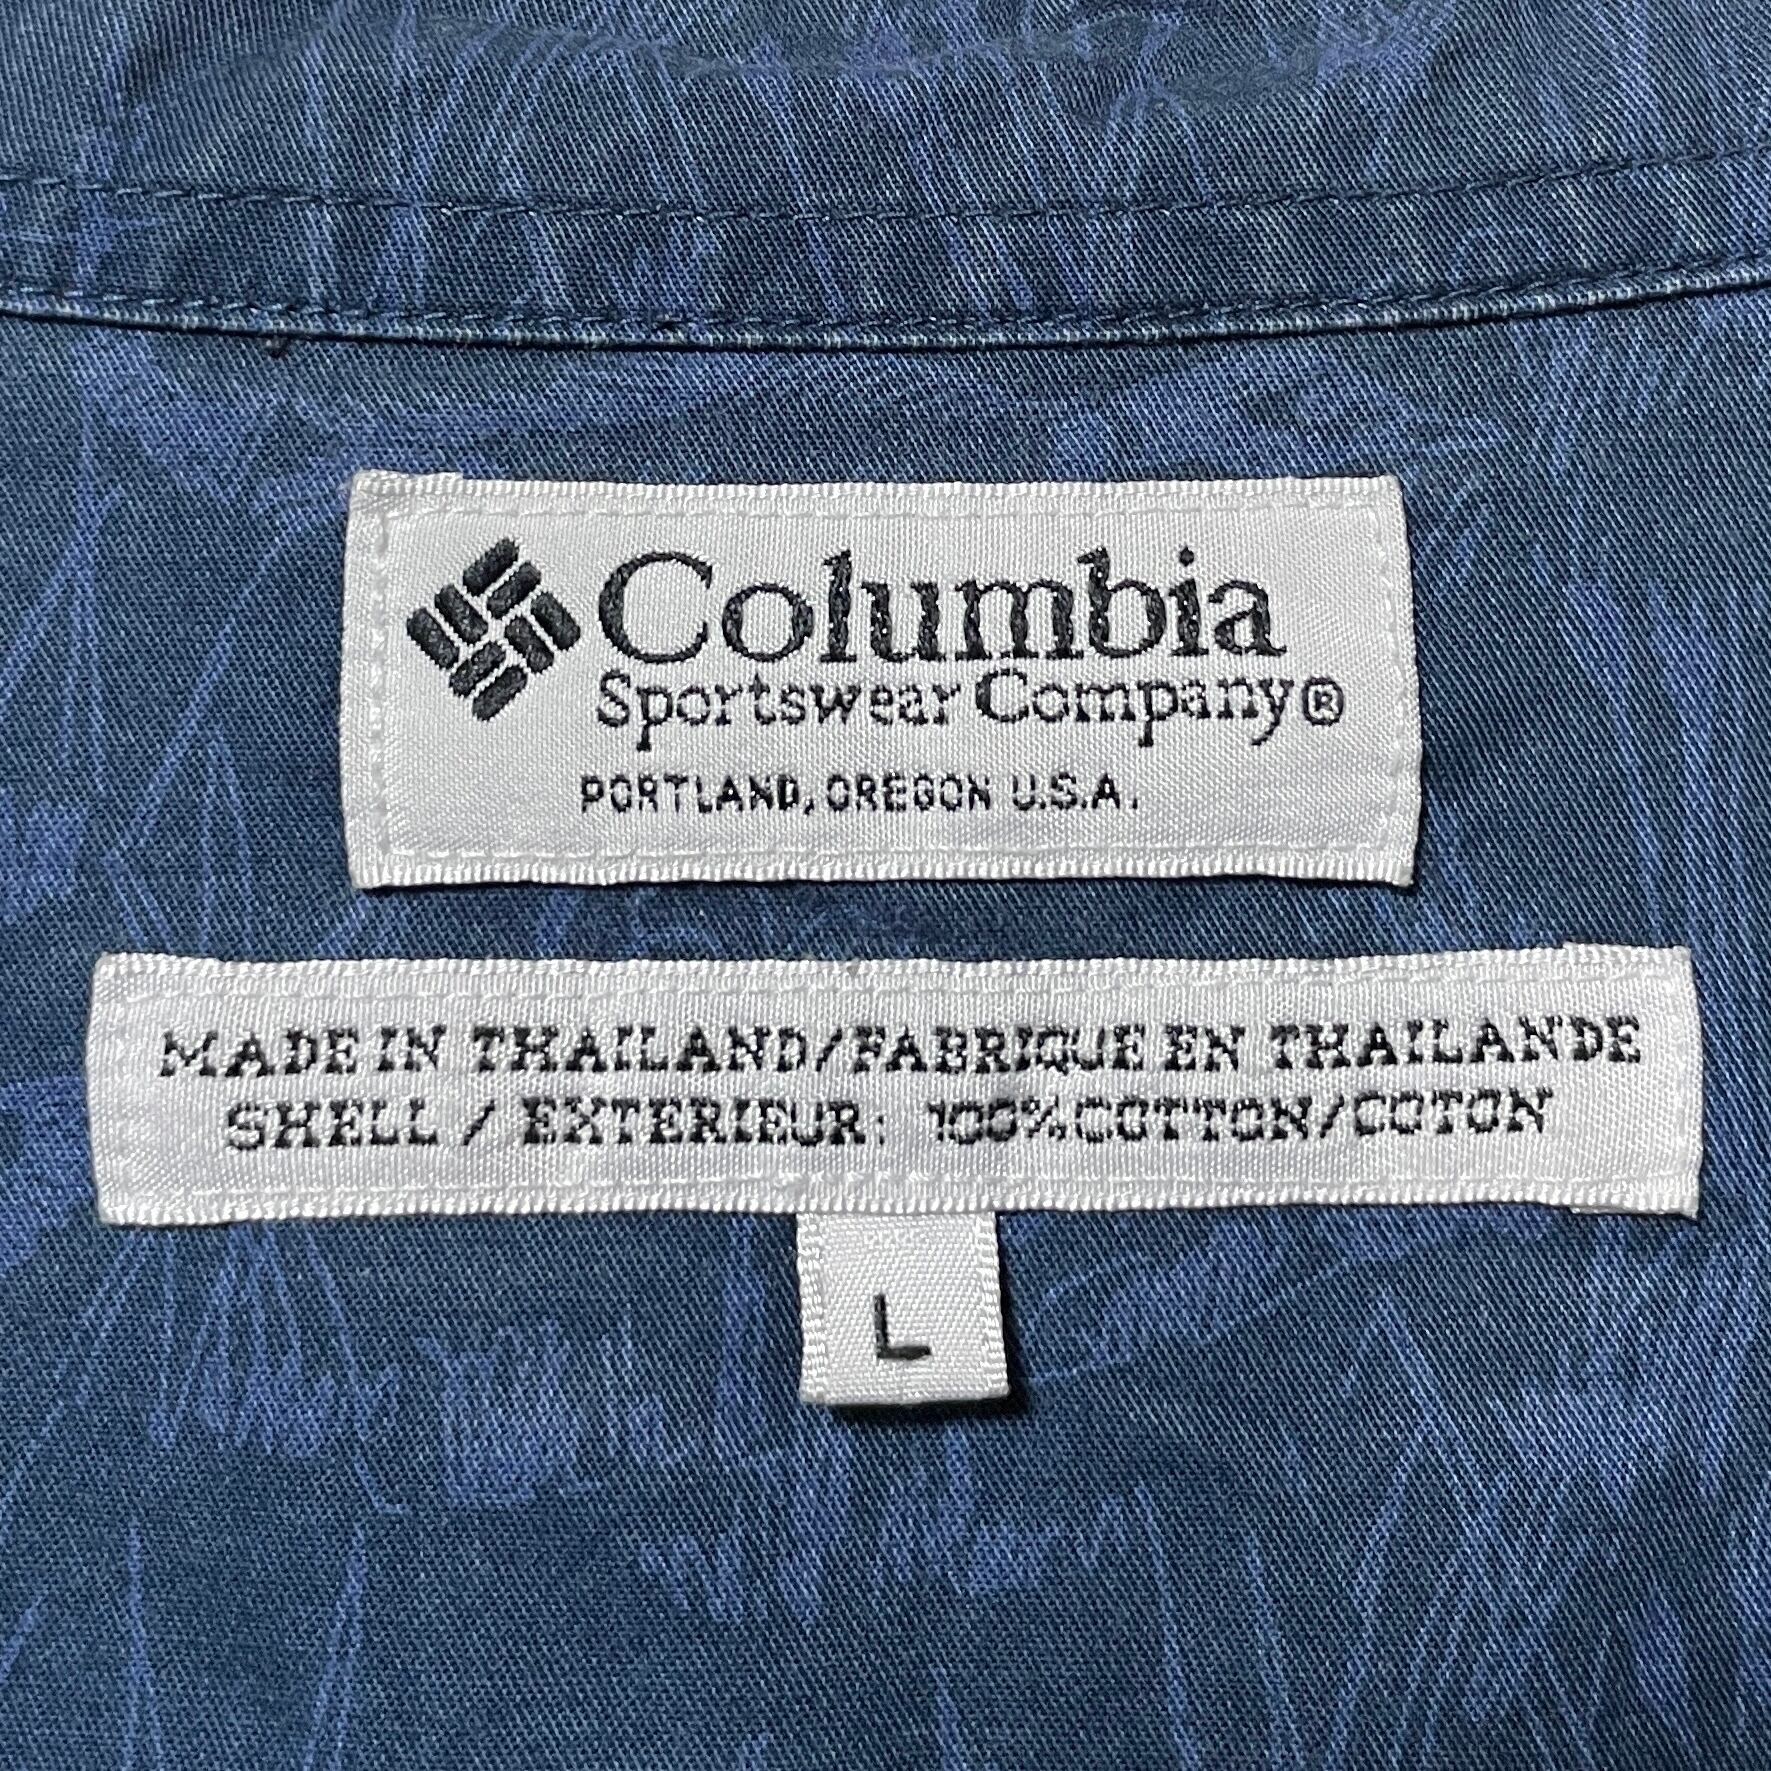 Columbia
Sportswear Company®
PORTLAND, OREGON U.S.A.
MADE IN THAILAND/FABRIQUE EN THAILANDE
SHELL / EXTERIEUR: 100% COTTON/COTON
L